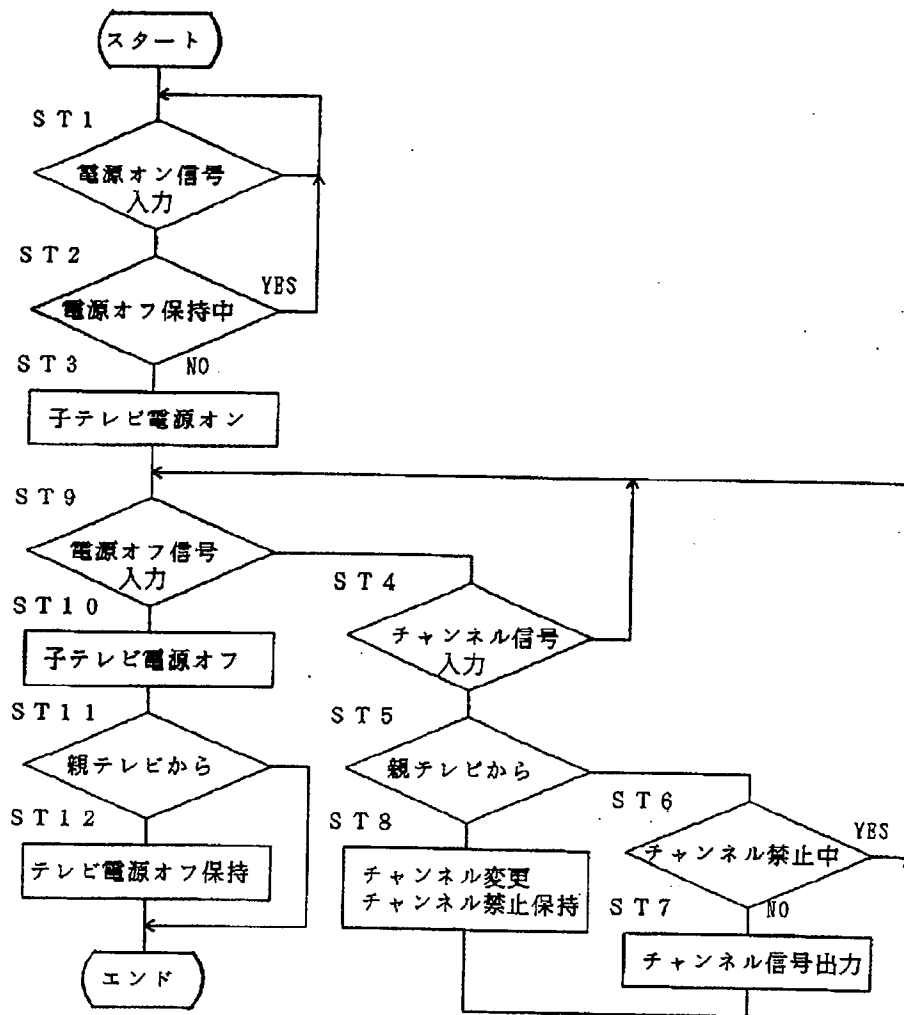 スタート
ST1
電源オン信号
入力
ST2
YES
電源オフ保持中
ST3
NO
子テレビ電源オン
ST9
電源オフ信号
入力
ST4
ST10
チャンネル信号
入力
子テレビ電源オフ
ST11
ST5
親テレビから
親テレビから
ST6
ST12
ST8
YES
チャンネル禁止中
テレビ電源オフ保持
チャンネル変更
チャンネル禁止保持
ST7
NO
チャンネル信号出力
エンド